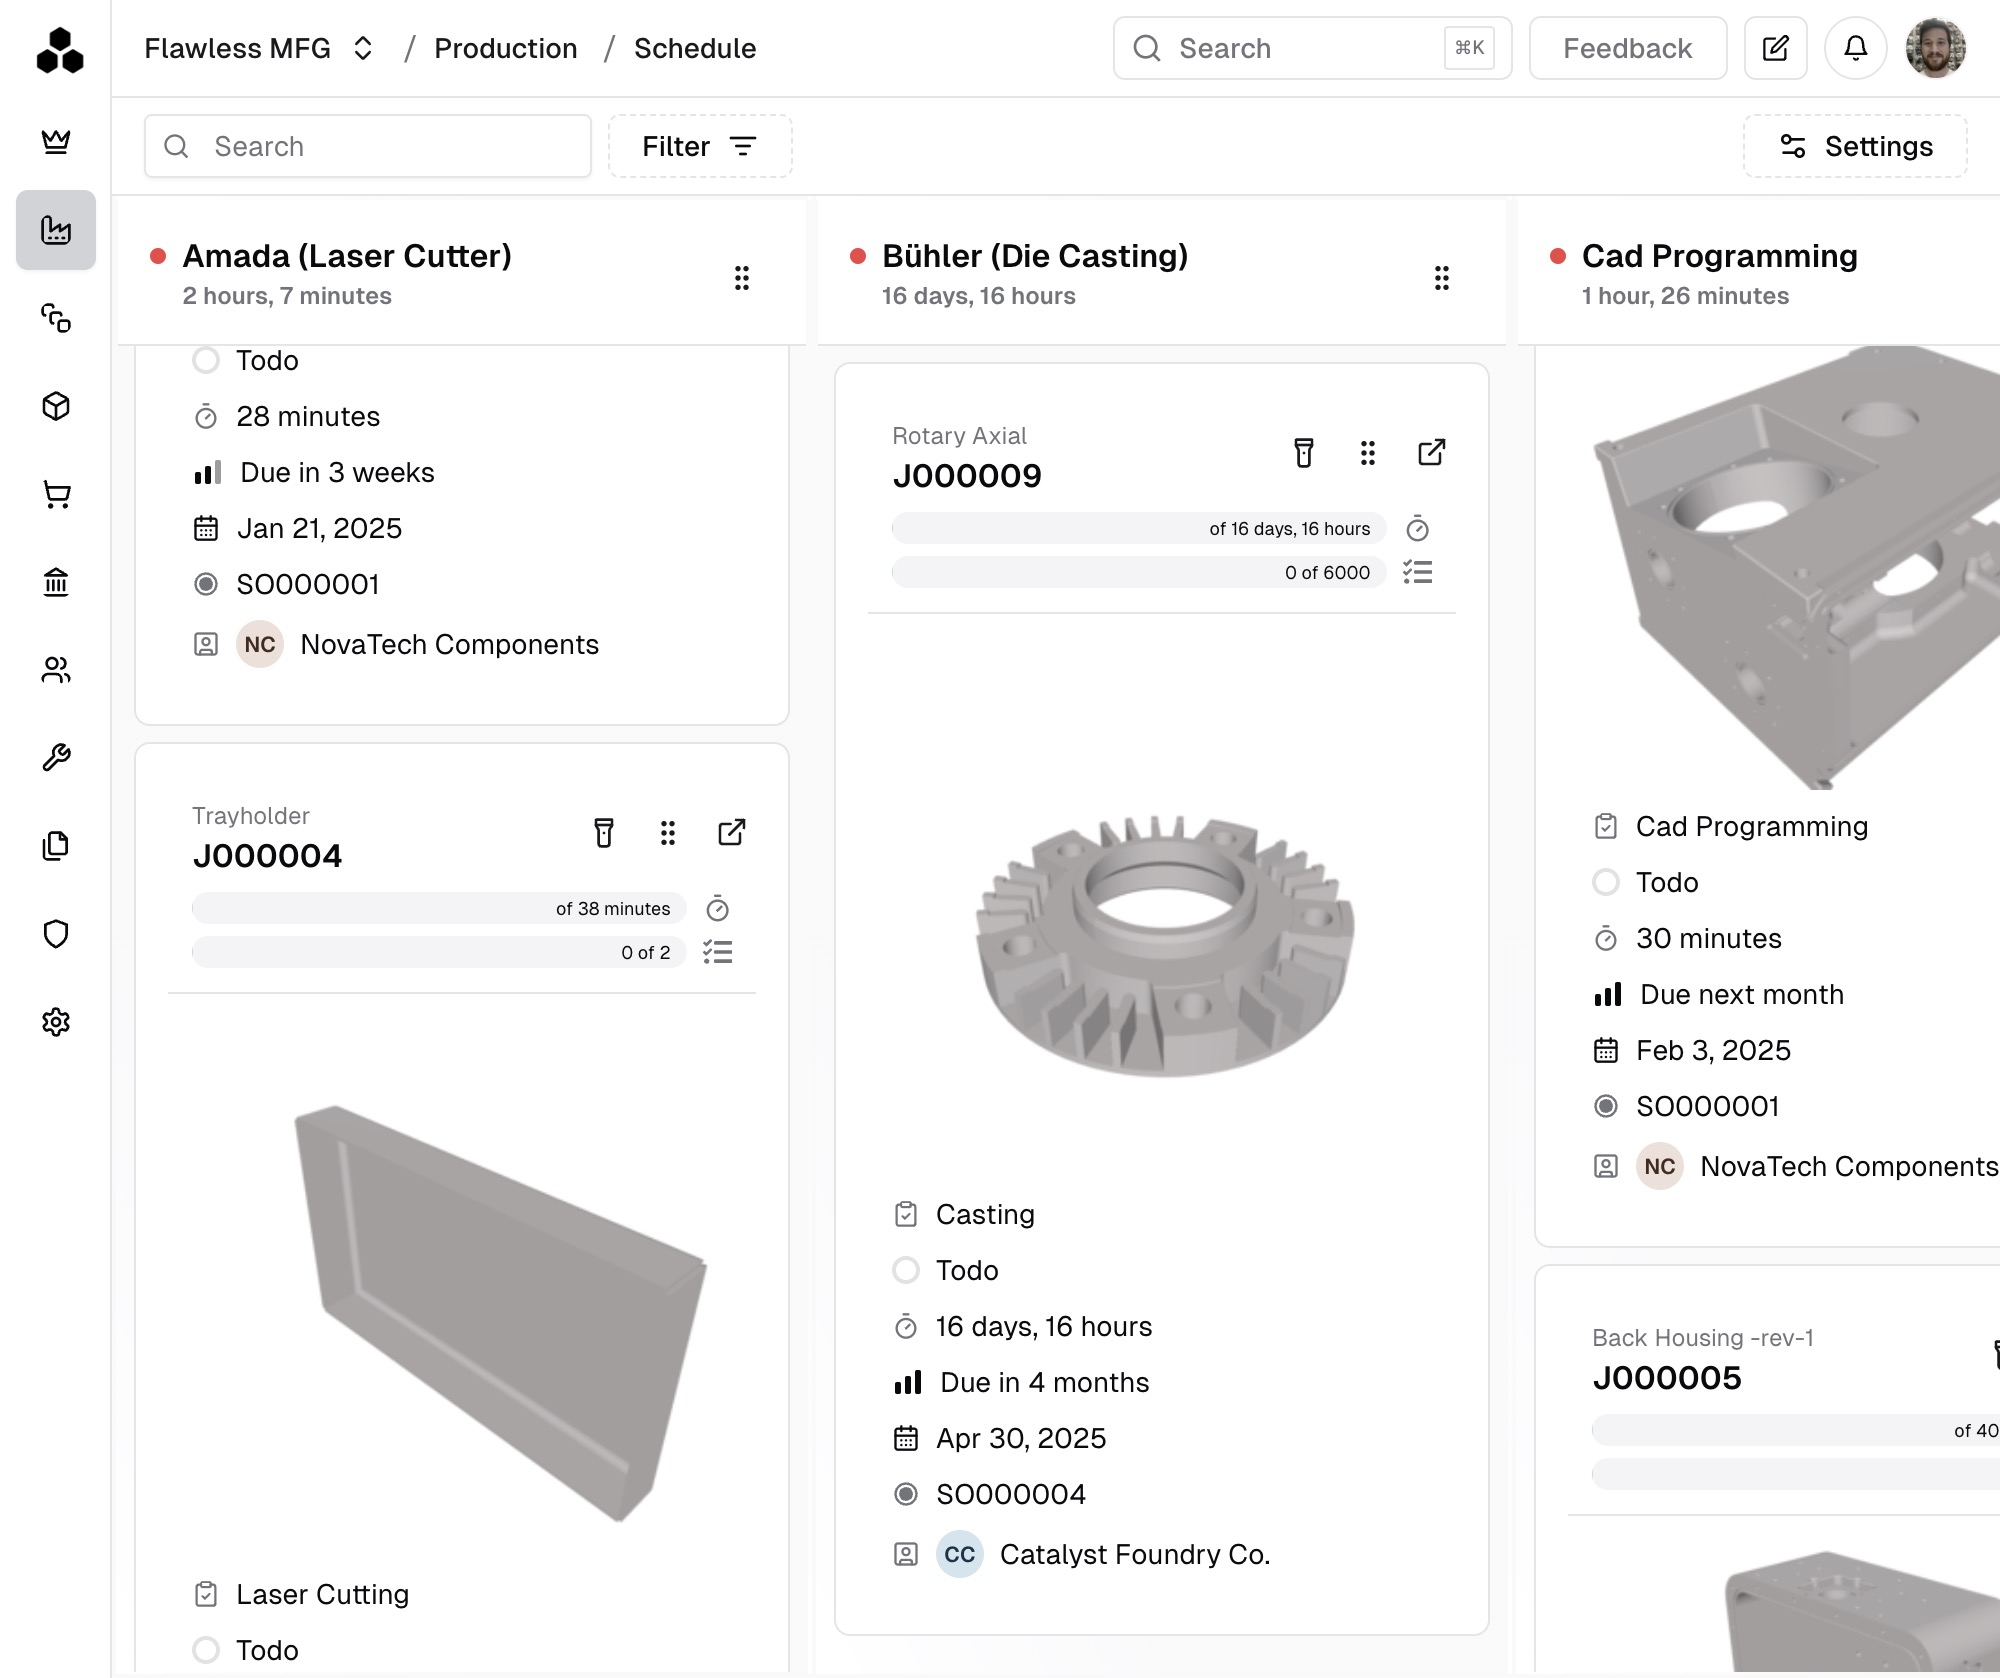 Flawless MFG / Production / Schedule
Search ⌘K
Feedback
Search
Filter
Settings
Amada (Laser Cutter)
2 hours, 7 minutes
Todo
28 minutes
Due in 3 weeks
Jan 21, 2025
SO000001
NC NovaTech Components
Trayholder
J000004
of 38 minutes
0 of 2
Laser Cutting
Todo
Bühler (Die Casting)
16 days, 16 hours
Rotary Axial
J000009
of 16 days, 16 hours
0 of 6000
Casting
Todo
16 days, 16 hours
Due in 4 months
Apr 30, 2025
SO000004
CC Catalyst Foundry Co.
Cad Programming
1 hour, 26 minutes
Cad Programming
Todo
30 minutes
Due next month
Feb 3, 2025
SO000001
NC NovaTech Components
Back Housing -rev-1
J000005
of 40